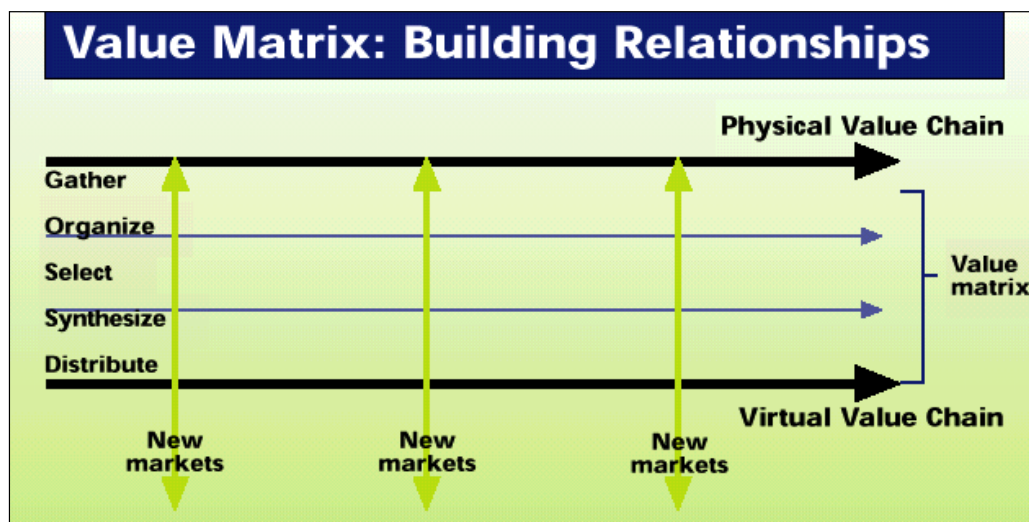 Value Matrix: Building Relationships
Physical Value Chain
Gather
Organize
Select
Synthesize
Distribute
Value
matrix
Virtual Value Chain
New
markets
New
markets
New
markets